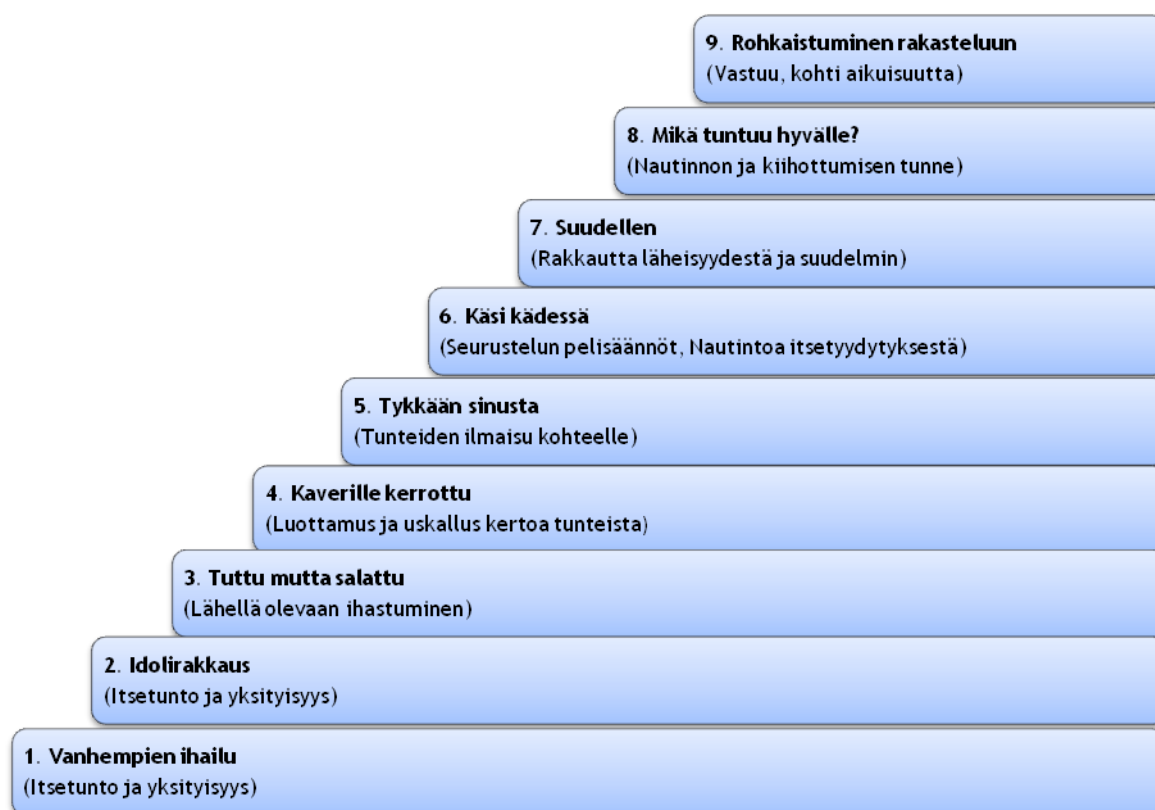 9. Rohkaistuminen rakasteluun
(Vastuu, kohti aikuisuutta)
8. Mikä tuntuu hyvälle?
(Nautinnon ja kiihottumisen tunne)
7. Suudellen
(Rakkautta läheisyydestä ja suudelmin)
6. Käsi kädessä
(Seurustelun pelisäännöt, Nautintoa itsetyydytyksestä)
5. Tykkään sinusta
(Tunteiden ilmaisu kohteelle)
4. Kaverille kerrottu
(Luottamus ja uskallus kertoa tunteista)
3. Tuttu mutta salattu
(Lähellä olevaan ihastuminen)
2. Idolirakkaus
(Itsetunto ja yksityisyys)
1. Vanhempien ihailu
(Itsetunto ja yksityisyys)